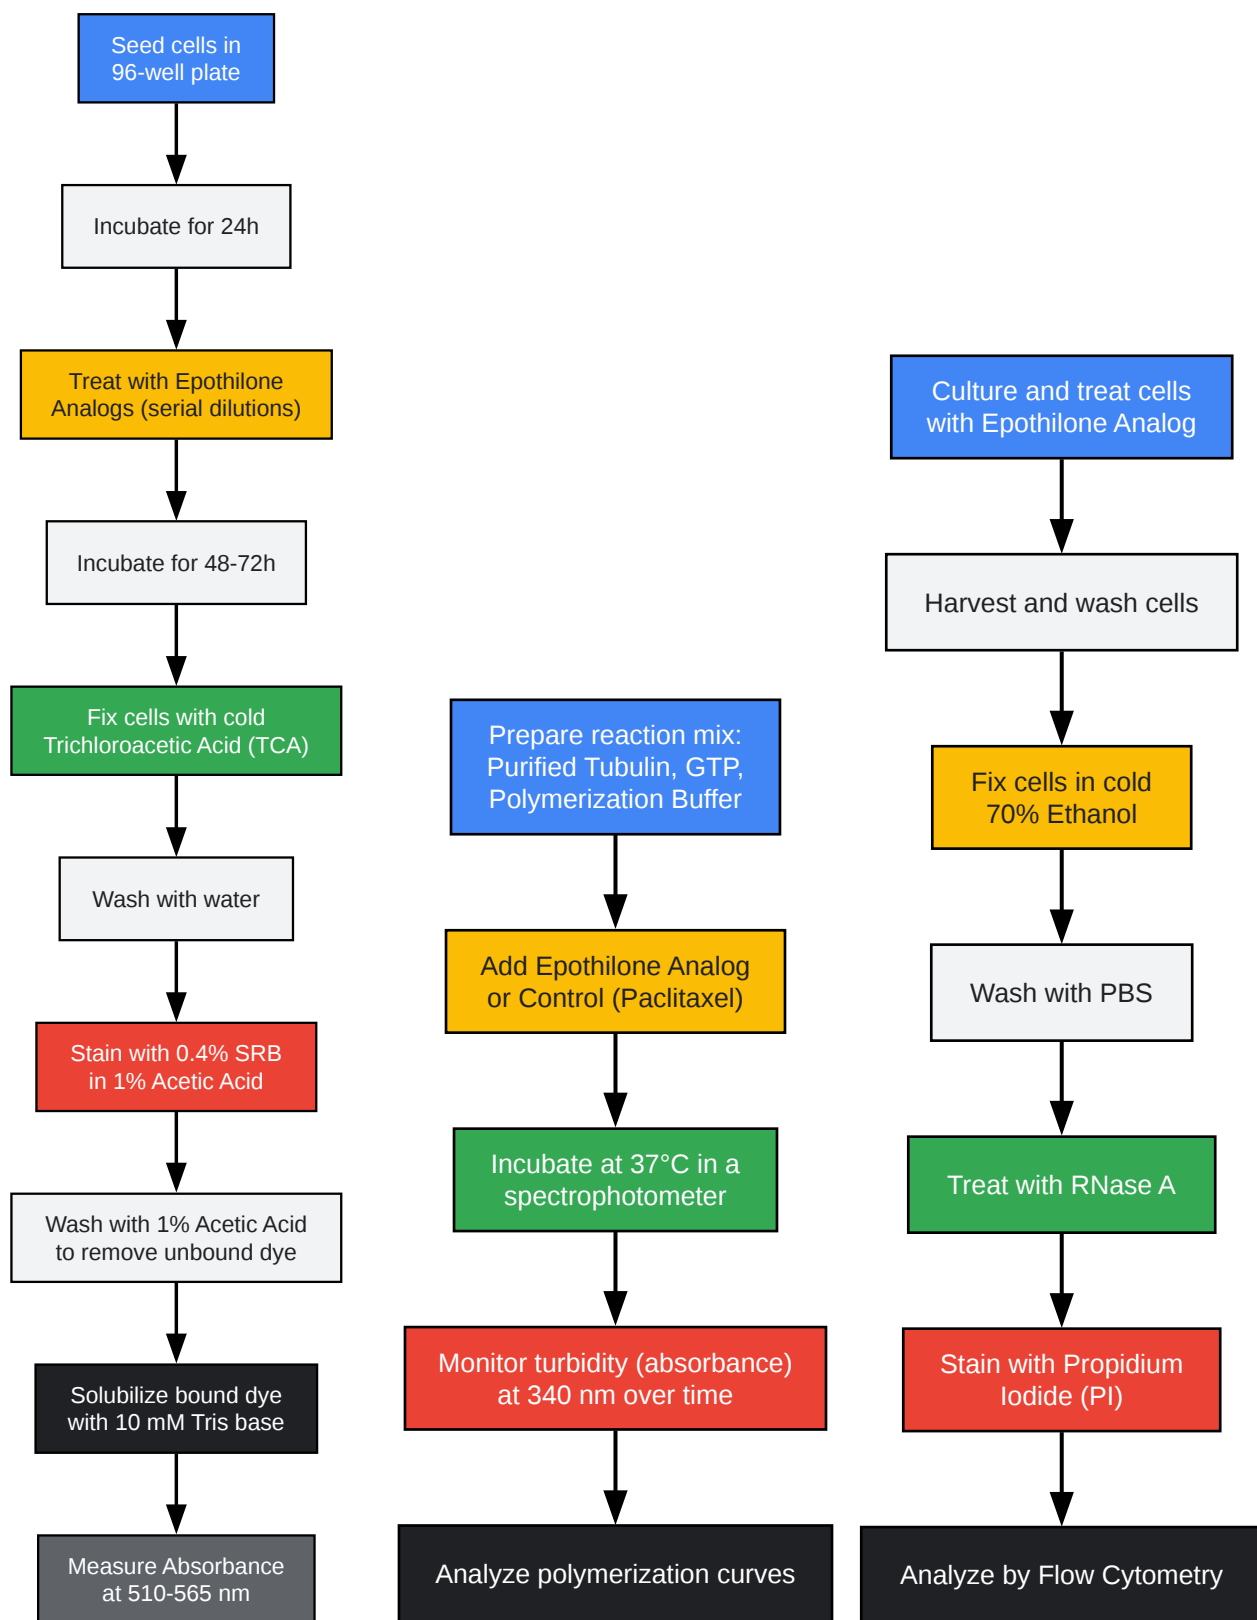 Seed cells in
96-well plate
Incubate for 24h
Treat with Epothilone
Analogs (serial dilutions)
Incubate for 48-72h
Fix cells with cold
Trichloroacetic Acid (TCA)
Wash with water
Stain with 0.4% SRB
in 1% Acetic Acid
Wash with 1% Acetic Acid
to remove unbound dye
Solubilize bound dye
with 10 mM Tris base
Measure Absorbance
at 510-565 nm
Prepare reaction mix:
Purified Tubulin, GTP,
Polymerization Buffer
Add Epothilone Analog
or Control (Paclitaxel)
Incubate at 37°C in a
spectrophotometer
Monitor turbidity (absorbance)
at 340 nm over time
Analyze polymerization curves
Culture and treat cells
with Epothilone Analog
Harvest and wash cells
Fix cells in cold
70% Ethanol
Wash with PBS
Treat with RNase A
Stain with Propidium
Iodide (PI)
Analyze by Flow Cytometry